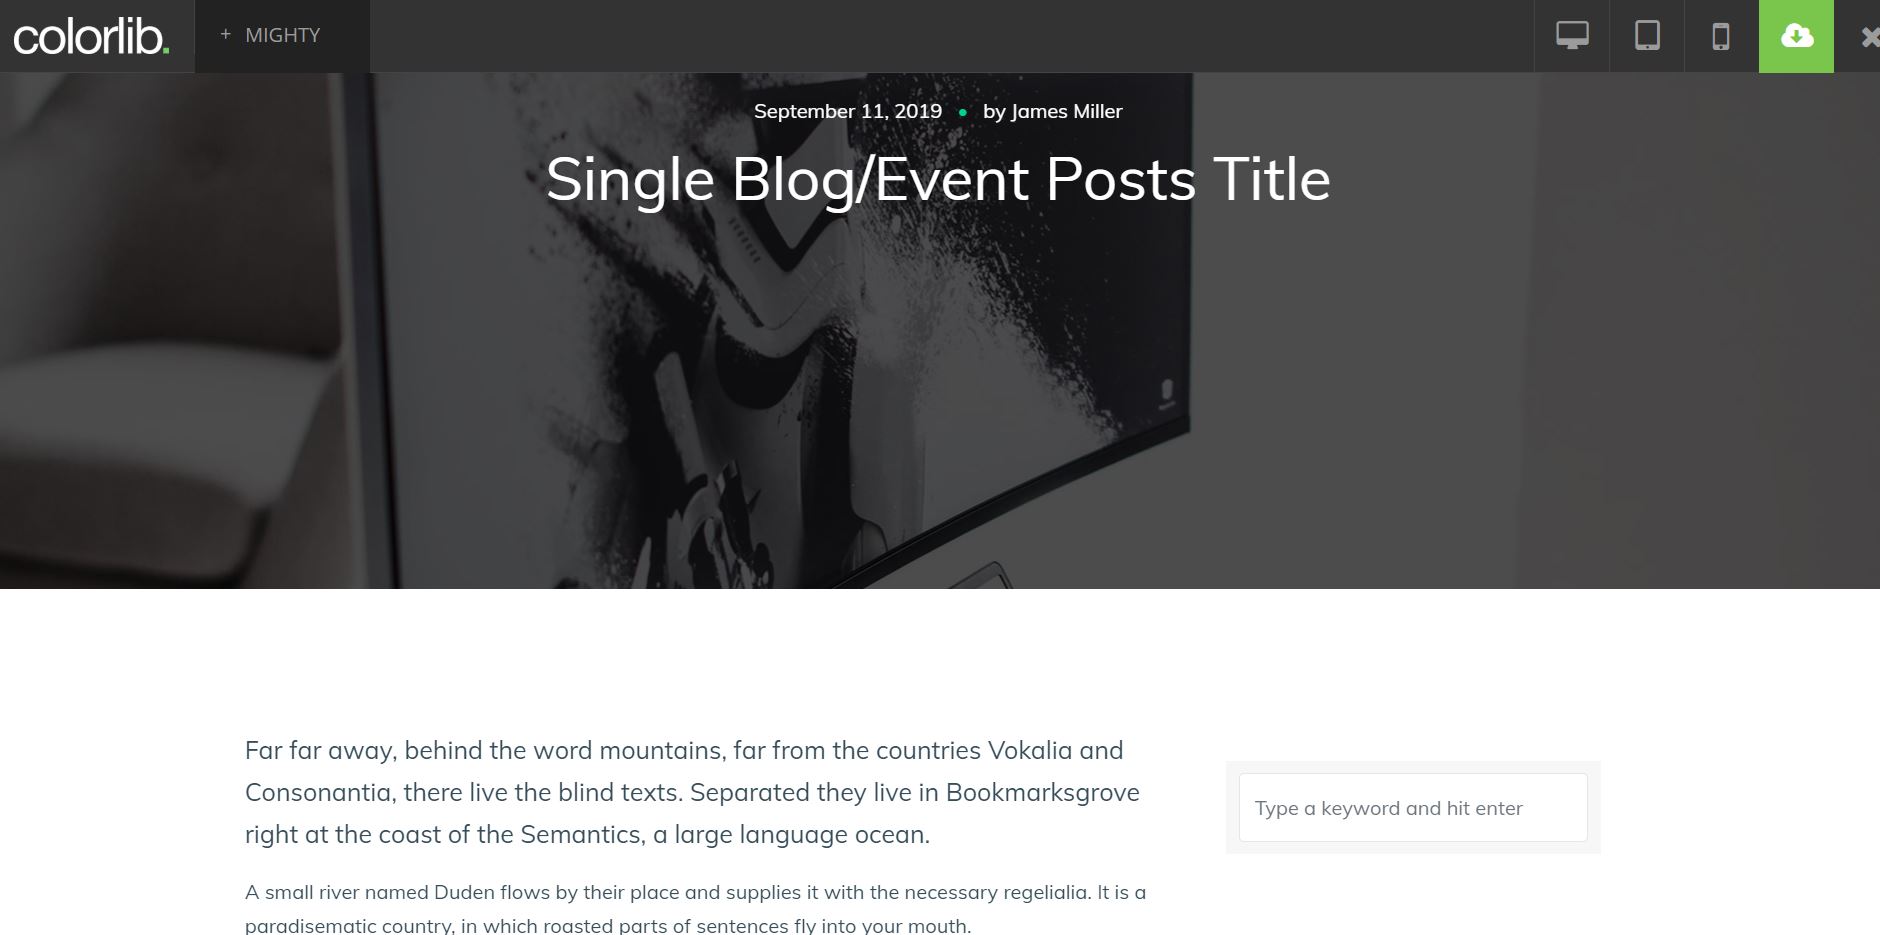 colorlib.
+ MIGHTY
September 11, 2019 • by James Miller
Single Blog/Event Posts Title
Far far away, behind the word mountains, far from the countries Vokalia and
Consonantia, there live the blind texts. Separated they live in Bookmarksgrove
right at the coast of the Semantics, a large language ocean.
Type a keyword and hit enter
A small river named Duden flows by their place and supplies it with the necessary regelialia. It is a
paradisematic country, in which roasted parts of sentences fly into your mouth.